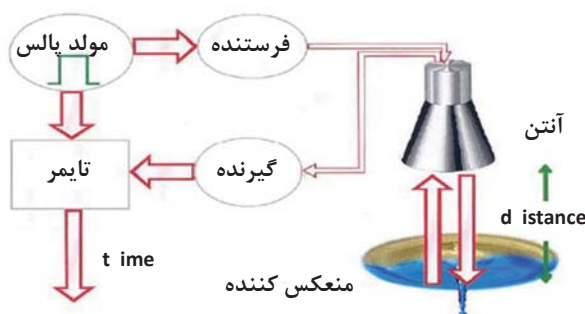 مولد پالس
فرستنده
آنتن
تایمر
گیرنده
d istance
t ime
منعکس کننده